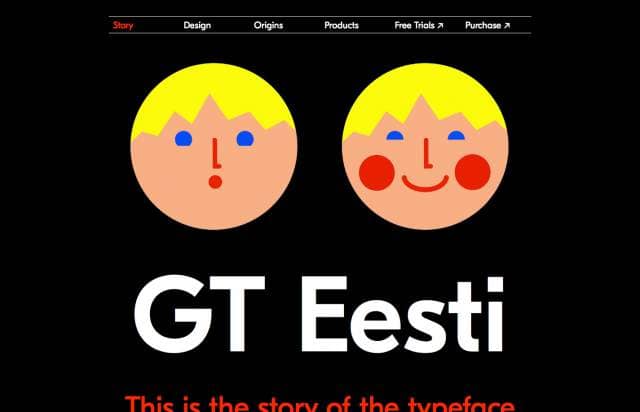 Story Design Origins Products Free Trials ↗ Purchase ↗
GT Eesti
This is the story of the typeface